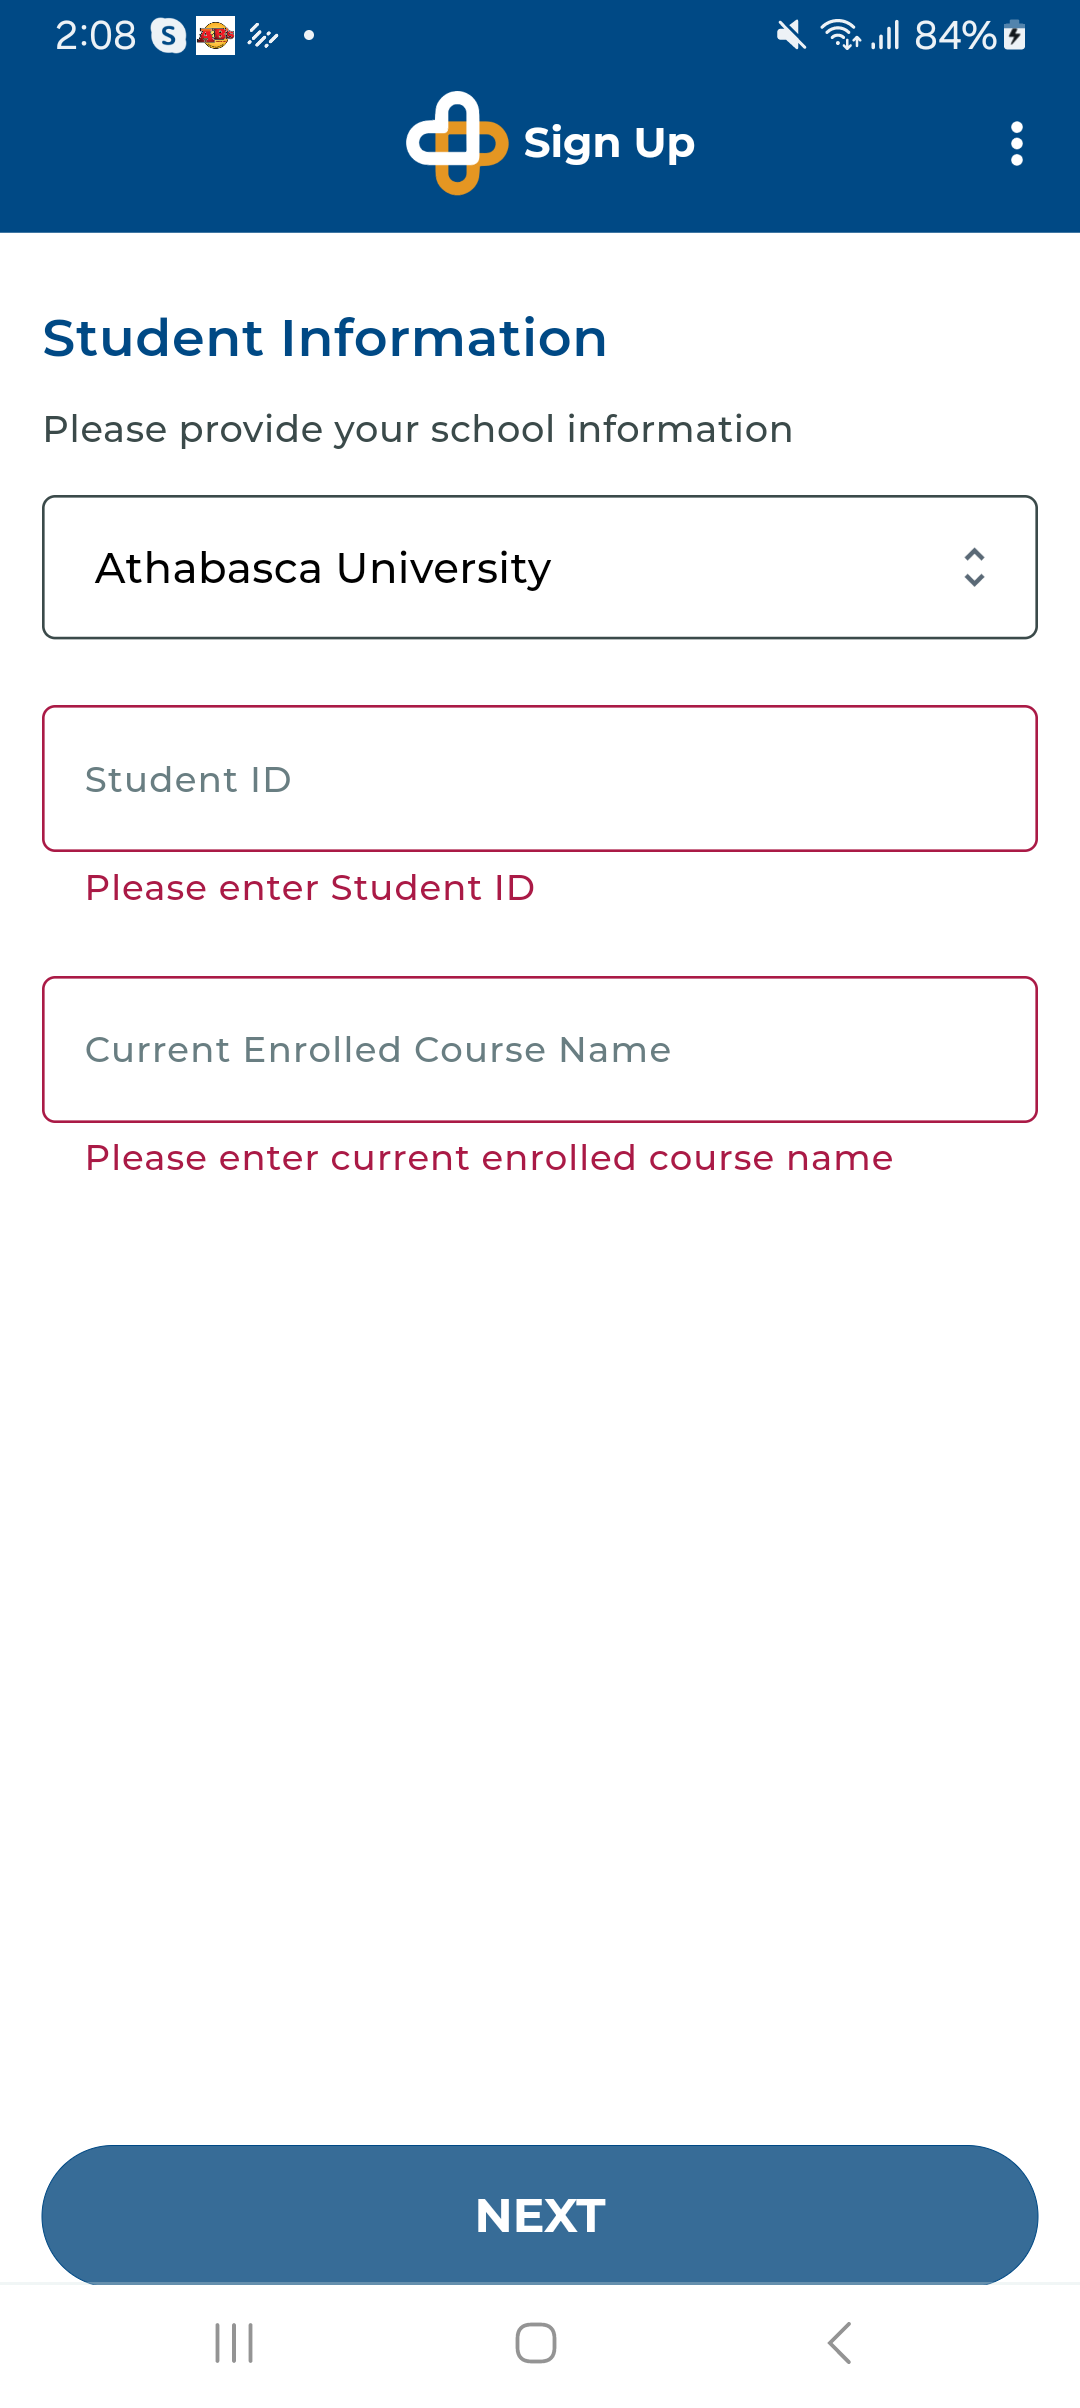 2:08 S AB's 84%
Sign Up
Student Information
Please provide your school information
Athabasca University
Student ID
Please enter Student ID
Current Enrolled Course Name
Please enter current enrolled course name
NEXT